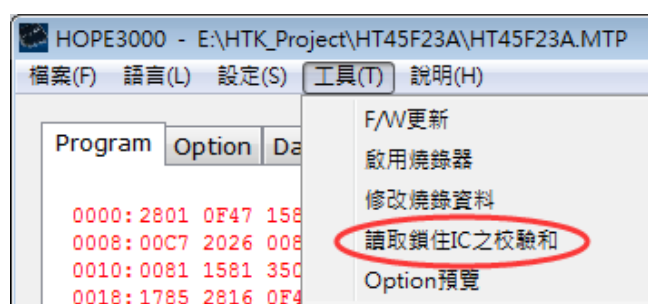 HOPE3000 - E:\HTK_Project\HT45F23A\HT45F23A.MTP
檔案(F) 語言(L) 設定(S) 工具(T) 說明(H)
F/W更新
啟用燒錄器
修改燒錄資料
讀取鎖住IC之校驗和
Option預覽
Program Option Da
0000:2801 0F47 158
0008:00C7 2026 008
0010:0081 1581 350
0018:1785 2816 0F4